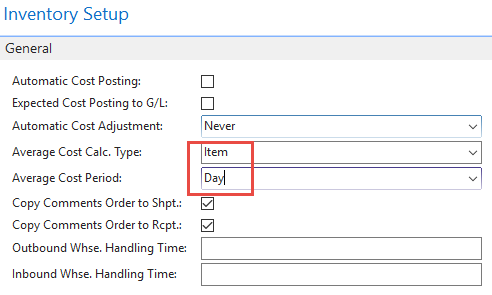 Inventory Setup
General
Automatic Cost Posting:
Expected Cost Posting to G/L:
Automatic Cost Adjustment: Never
Average Cost Calc. Type: Item
Average Cost Period: Day
Copy Comments Order to Shpt.:
Copy Comments Order to Rcpt.:
Outbound Whse. Handling Time:
Inbound Whse. Handling Time: